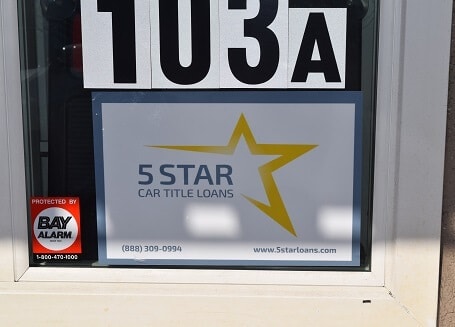 103A
5 STAR
CAR TITLE LOANS
(888) 309-0994
www.5starloans.com
PROTECTED BY
BAY
ALARM
1-800-470-1000